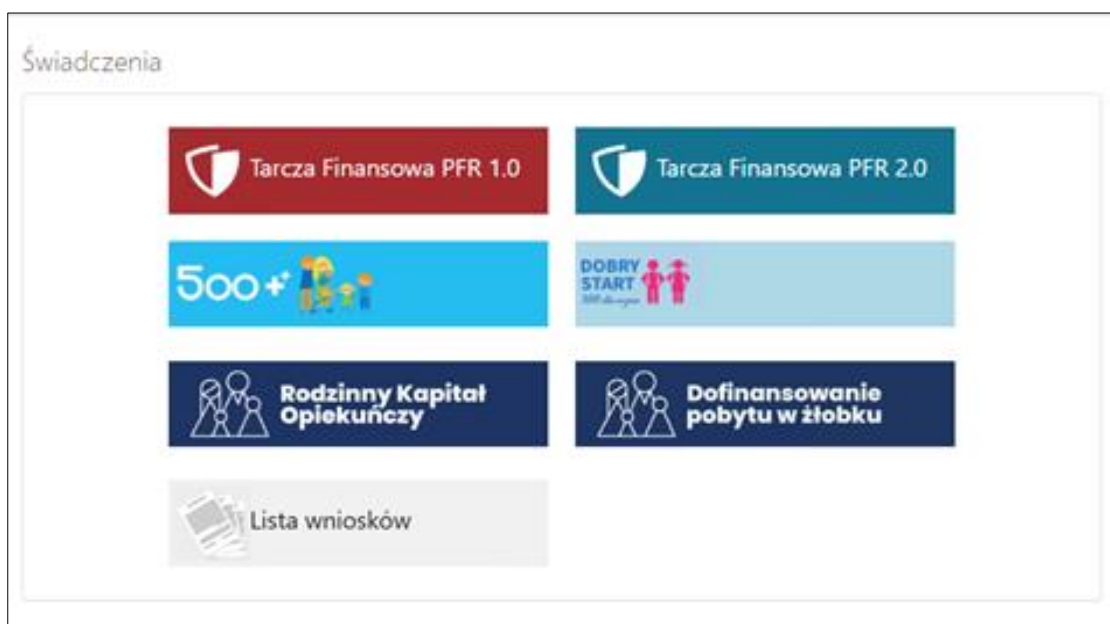 Świadczenia
Tarcza Finansowa PFR 1.0
Tarcza Finansowa PFR 2.0
500+
DOBRY
START
Rodzinny Kapitał
Opiekuńczy
Dofinansowanie
pobytu w żłobku
Lista wniosków